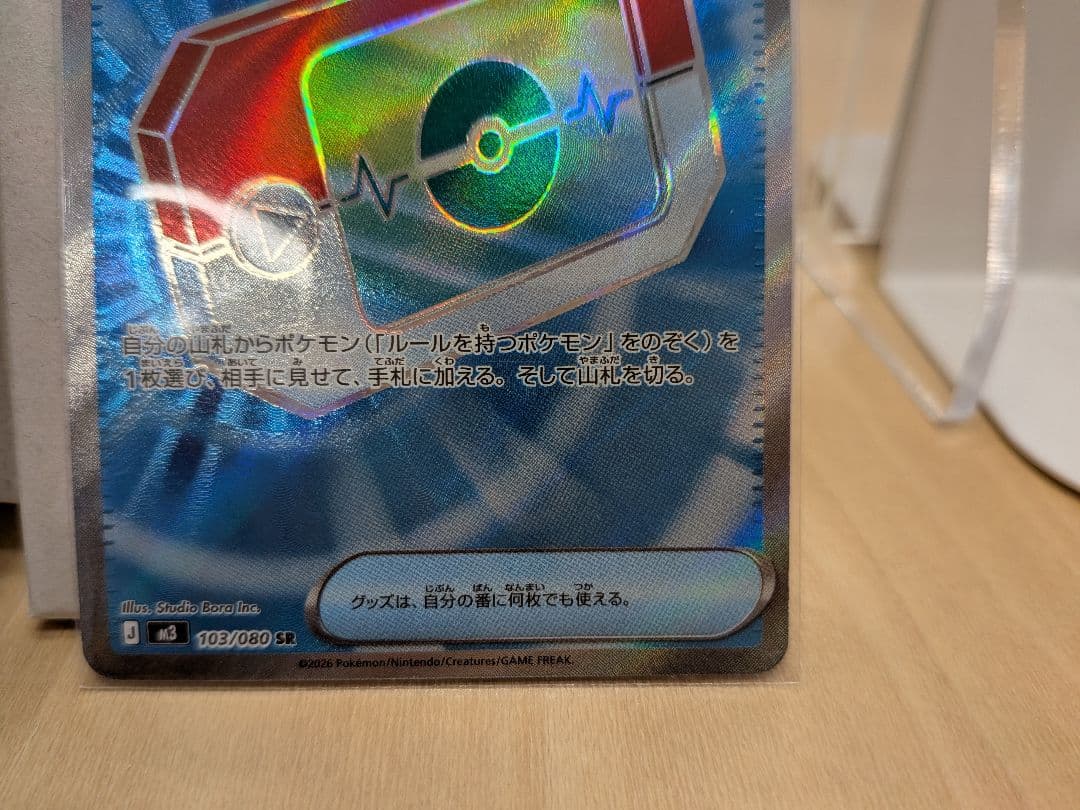 自分の山札からポケモン（「ルールを持つポケモン」をのぞく）を
1枚選び、相手に見せて、手札に加える。そして山札を切る。
グッズは、自分の番に何枚でも使える。
Illus. Studio Bora Inc.
J M3 103/080 SR
©2026 Pokémon/Nintendo/Creatures/GAME FREAK.